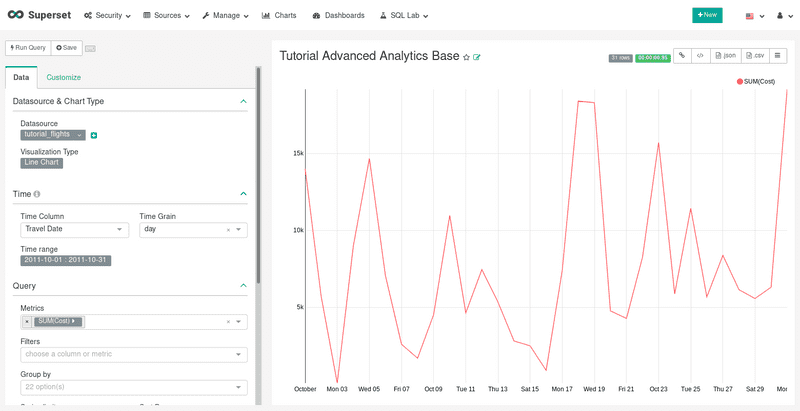 Superset Security Sources Manage Charts Dashboards SQL Lab + New
Run Query Save
Tutorial Advanced Analytics Base
31 rows
.json .csv
Data Customize
SUM(Cost)
Datasource & Chart Type
Datasource
tutorial_flights
Visualization Type
Line Chart
Time
Time Column Time Grain
Travel Date day
Time range
2011-10-01 : 2011-10-31
Query
Metrics
× SUM(Cost)
Filters
choose a column or metric
Group by
22 option(s)
15k
10k
5k
October Mon 03 Wed 05 Fri 07 Oct 09 Tue 11 Thu 13 Sat 15 Mon 17 Wed 19 Fri 21 Oct 23 Tue 25 Thu 27 Sat 29 Mon